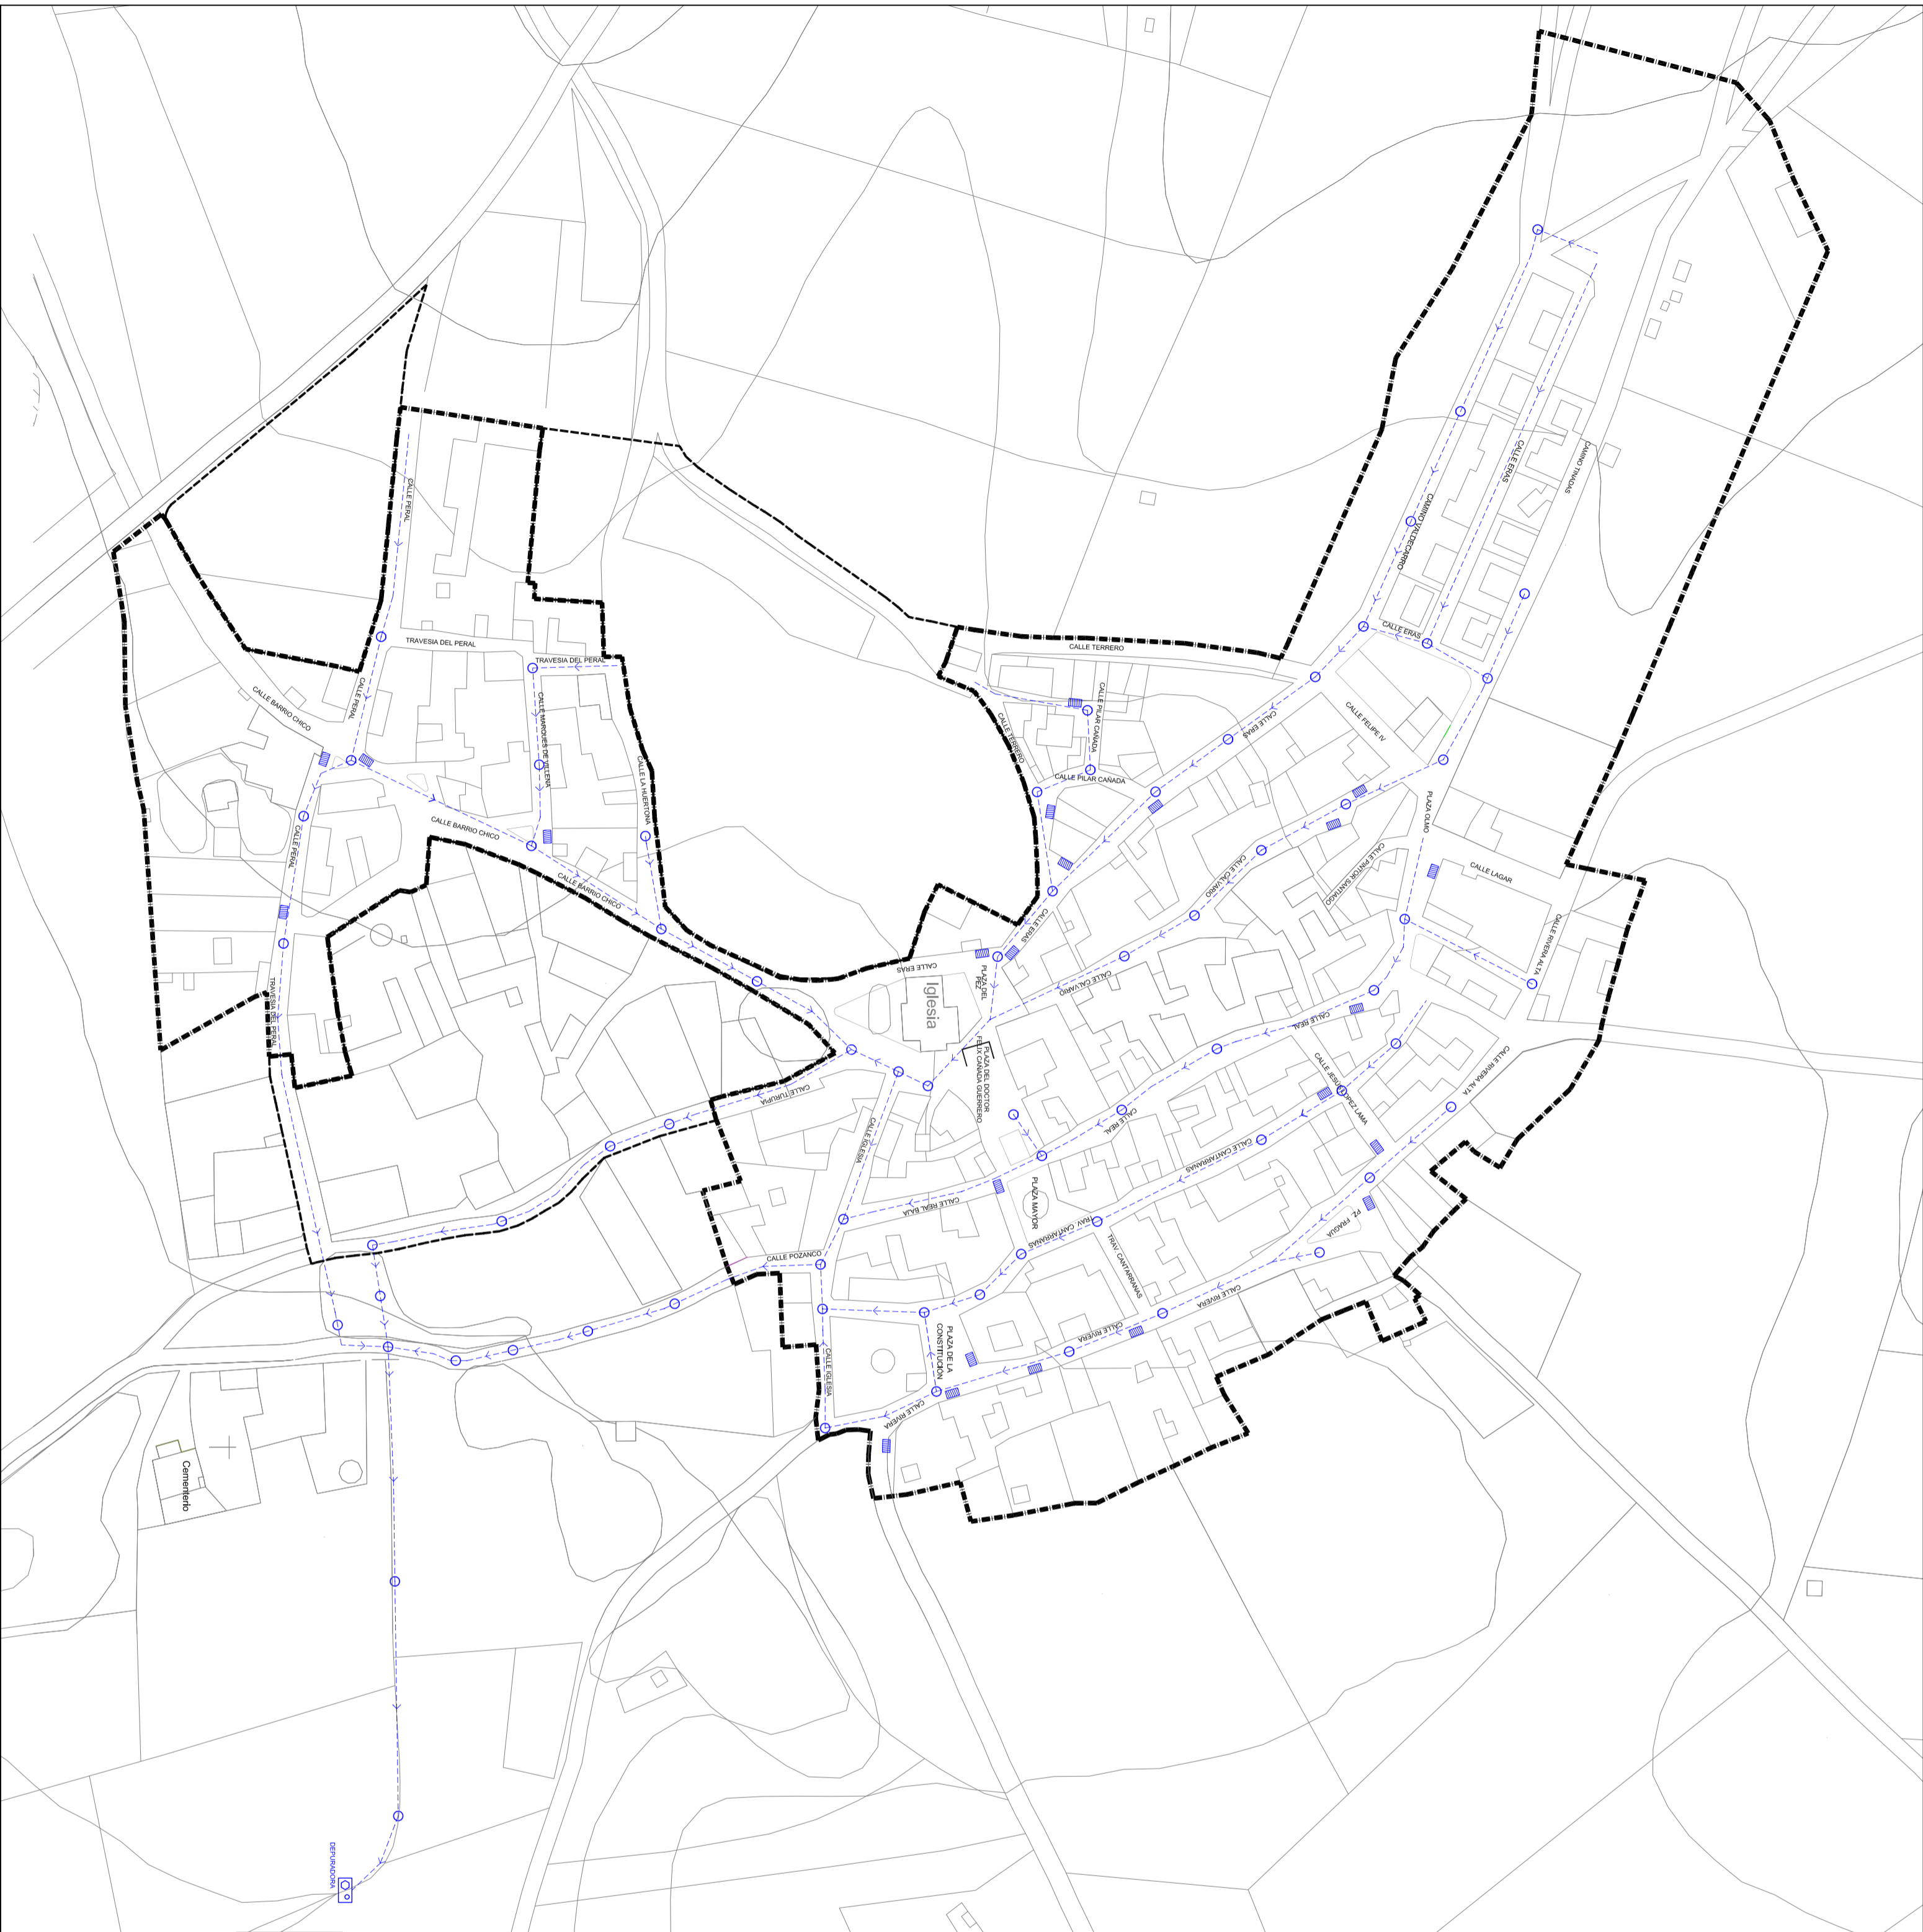 CALLE PERAL
TRAVESIA DEL PERAL
TRAVESIA DEL PERAL
CALLE PERAL
CALLE BARRIO CHICO
CALLE MARQUES DE VILLENA
CALLE LA HUERTONA
CALLE BARRIO CHICO
CALLE PERAL
CALLE BARRIO CHICO
TRAVESIA DEL PERAL
CALLE ERAS
CAMINO TINADAS
CAMINO VALDECARRO
CALLE ERAS
CALLE TERRERO
CALLE PILAR CAÑADA
CALLE TERRERO
CALLE PILAR CAÑADA
CALLE ERAS
CALLE FELIPE IV
PLAZA OLMO
CALLE LAGAR
CALLE PINTOR SANTIAGO
CALLE CALVARIO
CALLE RIVERA ALTA
CALLE ERAS
CALLE ERAS
PLAZA DEL
PEZ
CALLE CALVARIO
Iglesia
CALLE REAL
PLAZA DEL DOCTOR
FELIX CAÑADA GUERRERO
CALLE JESUS LOPEZ LAMA
CALLE RIVERA ALTA
CALLE TURUPIA
CALLE IGLESIA
CALLE REAL
CALLE CANTARRANAS
CALLE REAL BAJA
PLAZA MAYOR
TRAV. CANTARRANAS
TRAV. CANTARRANAS
PZ. FRAGUA
CALLE POZANCO
CALLE RIVERA
CALLE RIVERA
PLAZA DE LA
CONSTITUCIÓN
CALLE IGLESIA
CALLE RIVERA
Cementerio
DEPURADORA